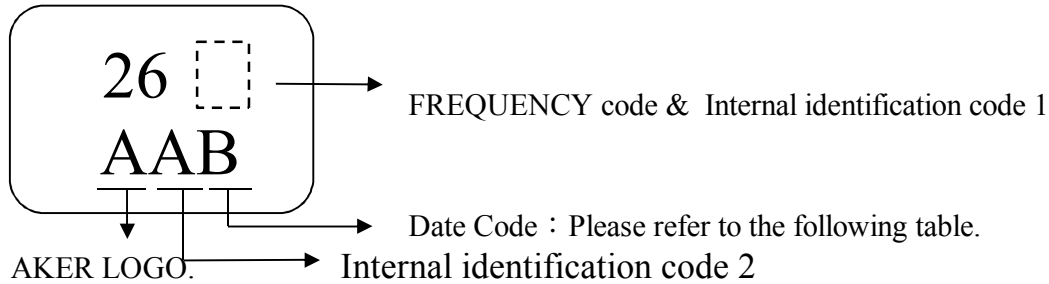 26
FREQUENCY code & Internal identification code 1
AAB
Date Code：Please refer to the following table.
AKER LOGO.
Internal identification code 2